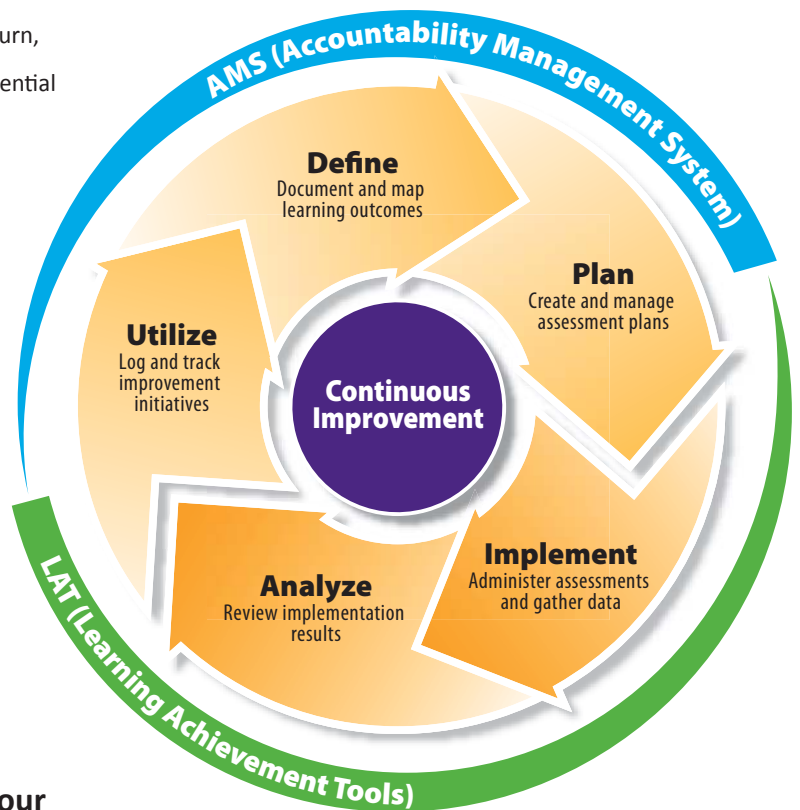 urn,
ential
AMS (Accountability Management System)
Define
Document and map
learning outcomes
Plan
Create and manage
assessment plans
Utilize
Log and track
improvement
initiatives
Continuous
Improvement
Implement
Administer assessments
and gather data
Analyze
Review implementation
results
LAT (Learning Achievement Tools)
our